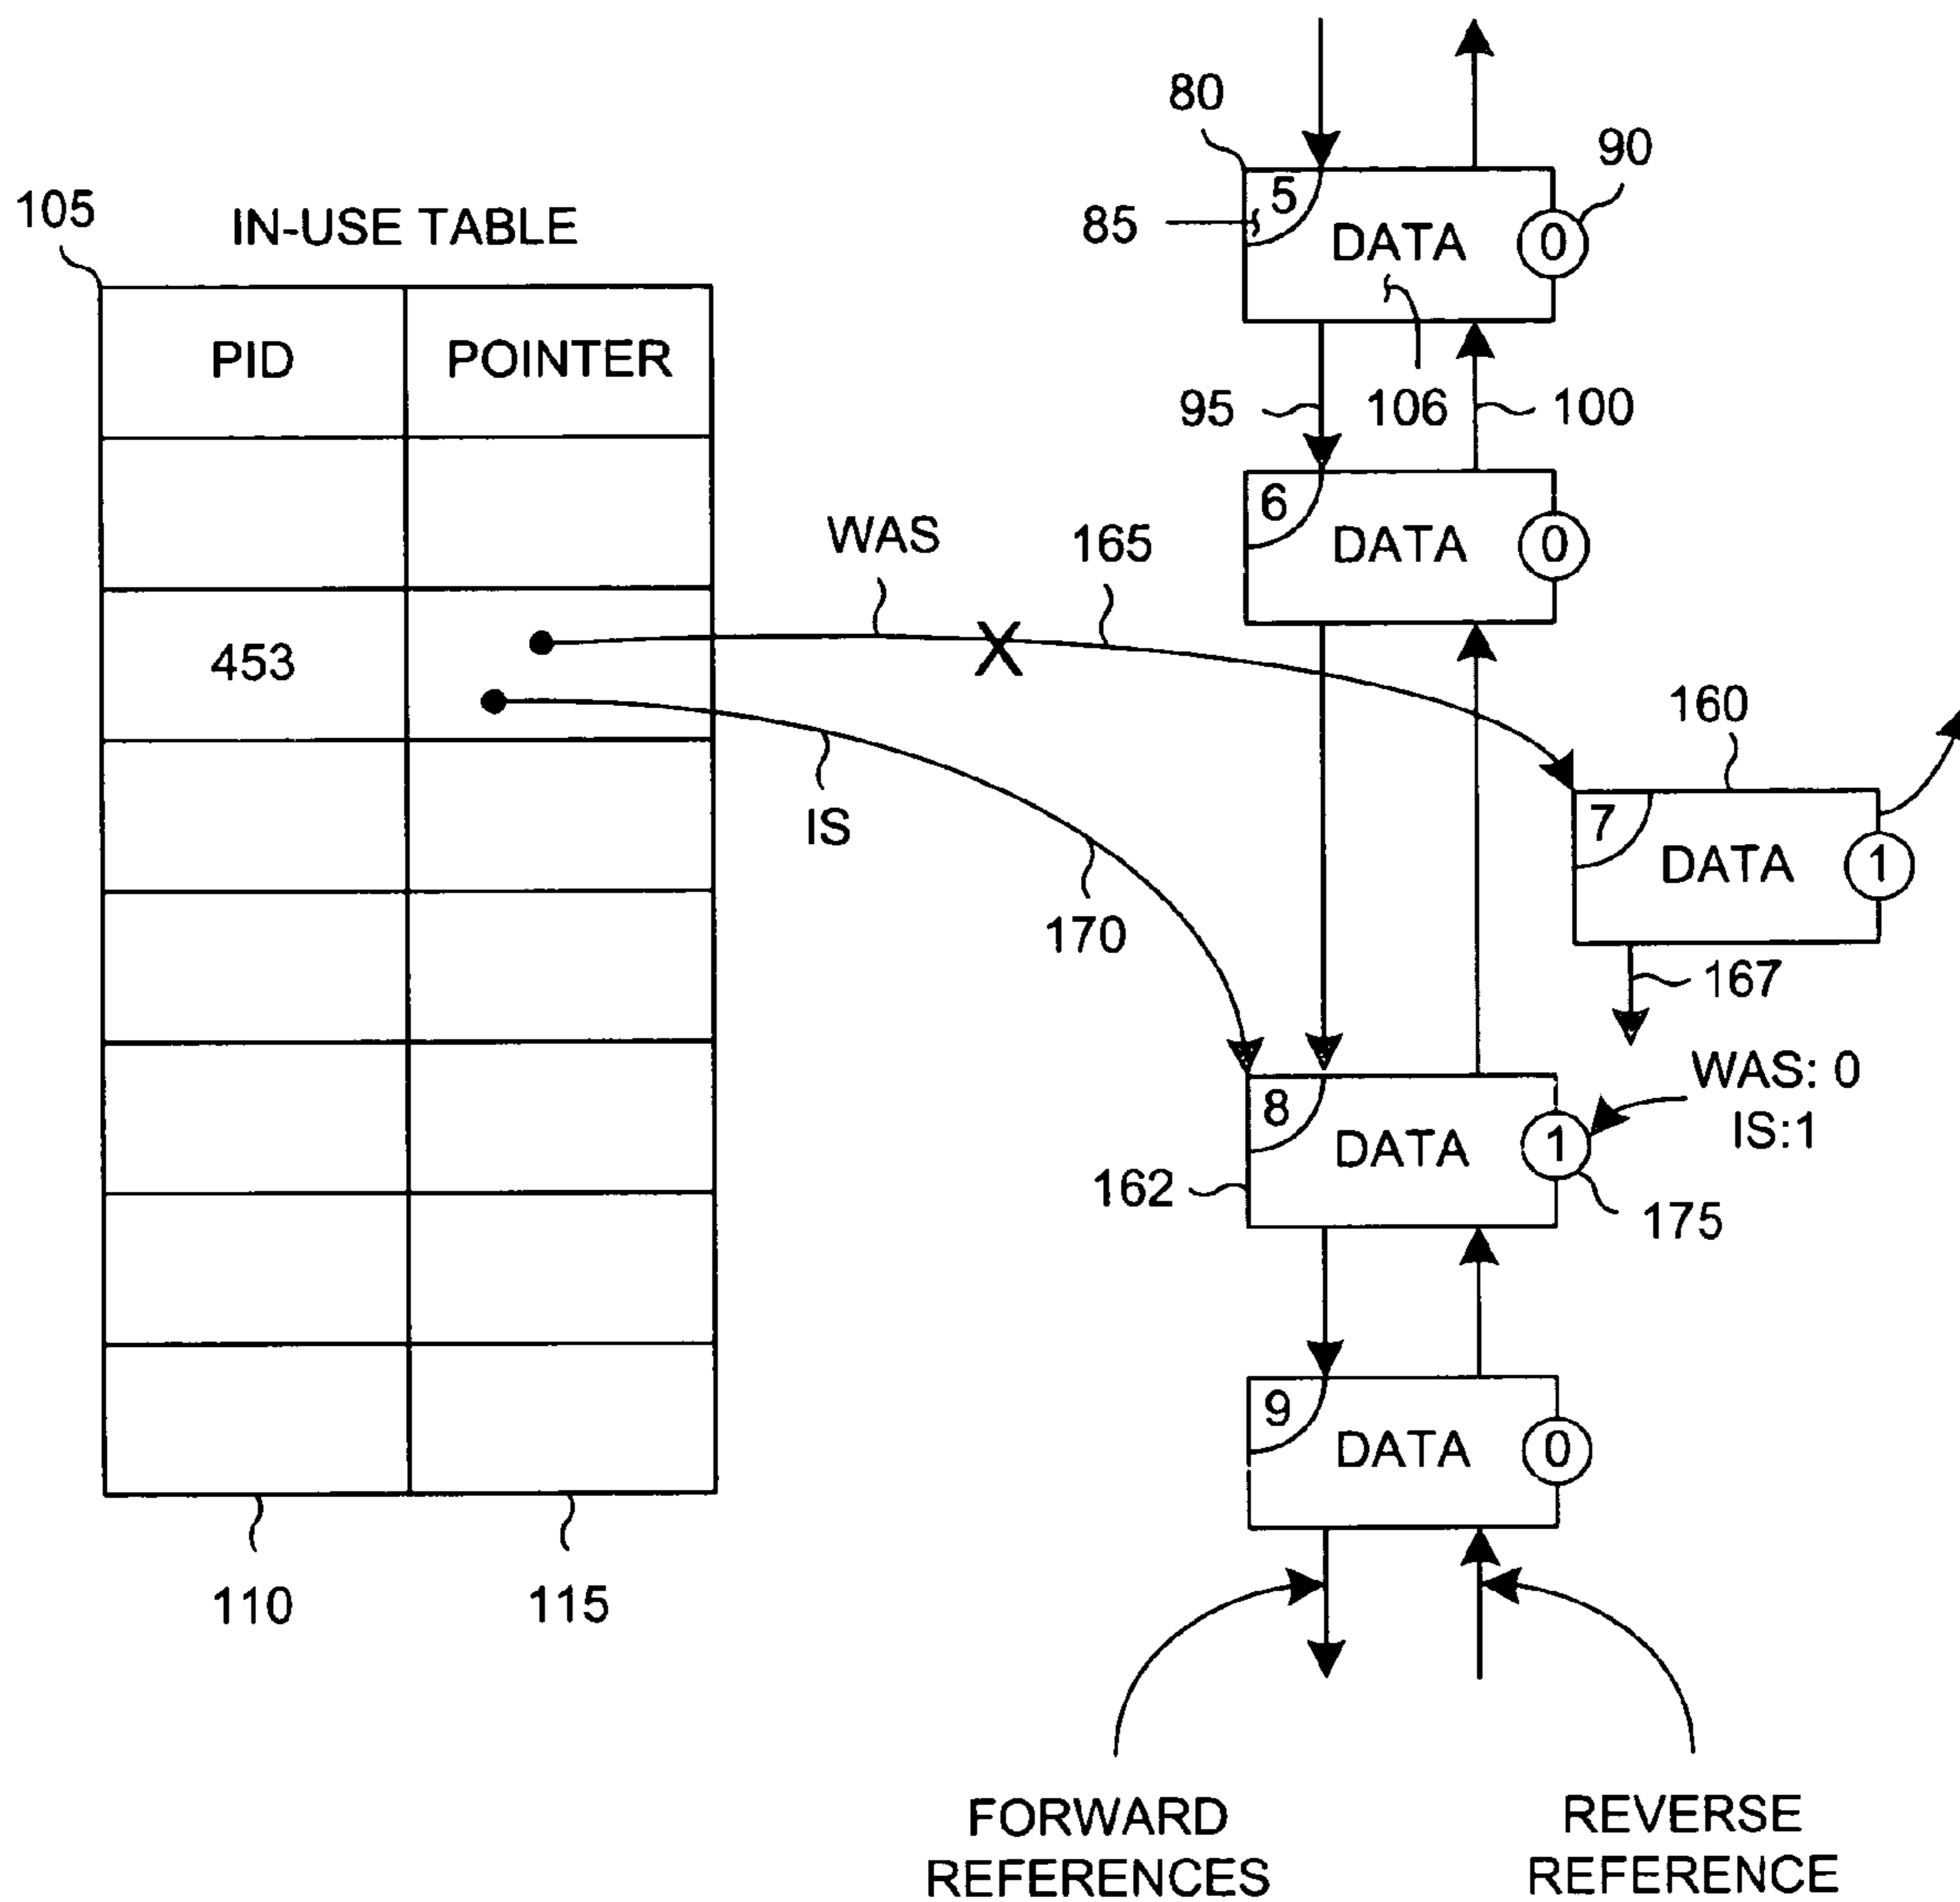 80
90
105
IN-USE TABLE
5
85
DATA
0
PID
POINTER
95
106
100
6
DATA
0
WAS
165
X
453
160
IS
7
DATA
1
170
167
WAS: 0
IS:1
8
DATA
1
162
175
9
DATA
0
110
115
FORWARD
REFERENCES
REVERSE
REFERENCE